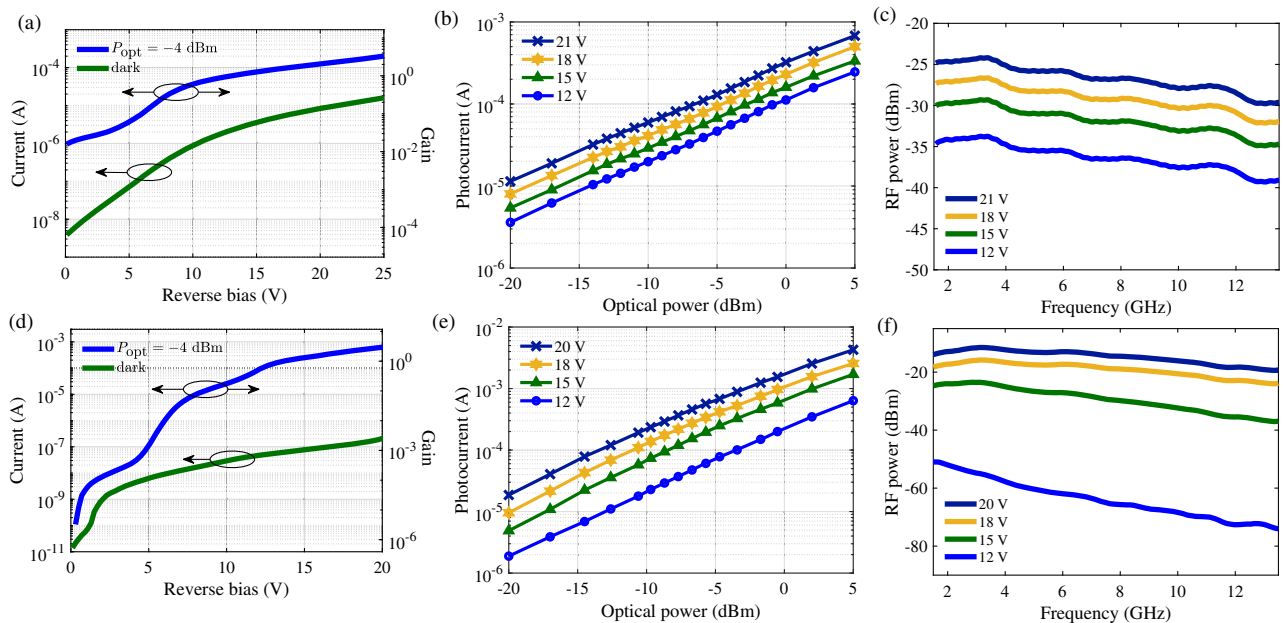 (a)
P_opt = −4 dBm
dark
10^-4
10^-6
10^-8
10^0
10^-2
10^-4
Current (A)
Gain
0 5 10 15 20 25
Reverse bias (V)
(b)
21 V
18 V
15 V
12 V
10^-3
10^-4
10^-5
10^-6
Photocurrent (A)
-20 -15 -10 -5 0 5
Optical power (dBm)
(c)
-20
-25
-30
-35
-40
-45
-50
RF power (dBm)
21 V
18 V
15 V
12 V
2 4 6 8 10 12
Frequency (GHz)
(d)
P_opt = −4 dBm
dark
10^-3
10^-5
10^-7
10^-9
10^-11
10^0
10^-3
10^-6
Current (A)
Gain
0 5 10 15 20
Reverse bias (V)
(e)
20 V
18 V
15 V
12 V
10^-2
10^-3
10^-4
10^-5
10^-6
Photocurrent (A)
-20 -15 -10 -5 0 5
Optical power (dBm)
(f)
-20
-40
-60
-80
RF power (dBm)
20 V
18 V
15 V
12 V
2 4 6 8 10 12
Frequency (GHz)